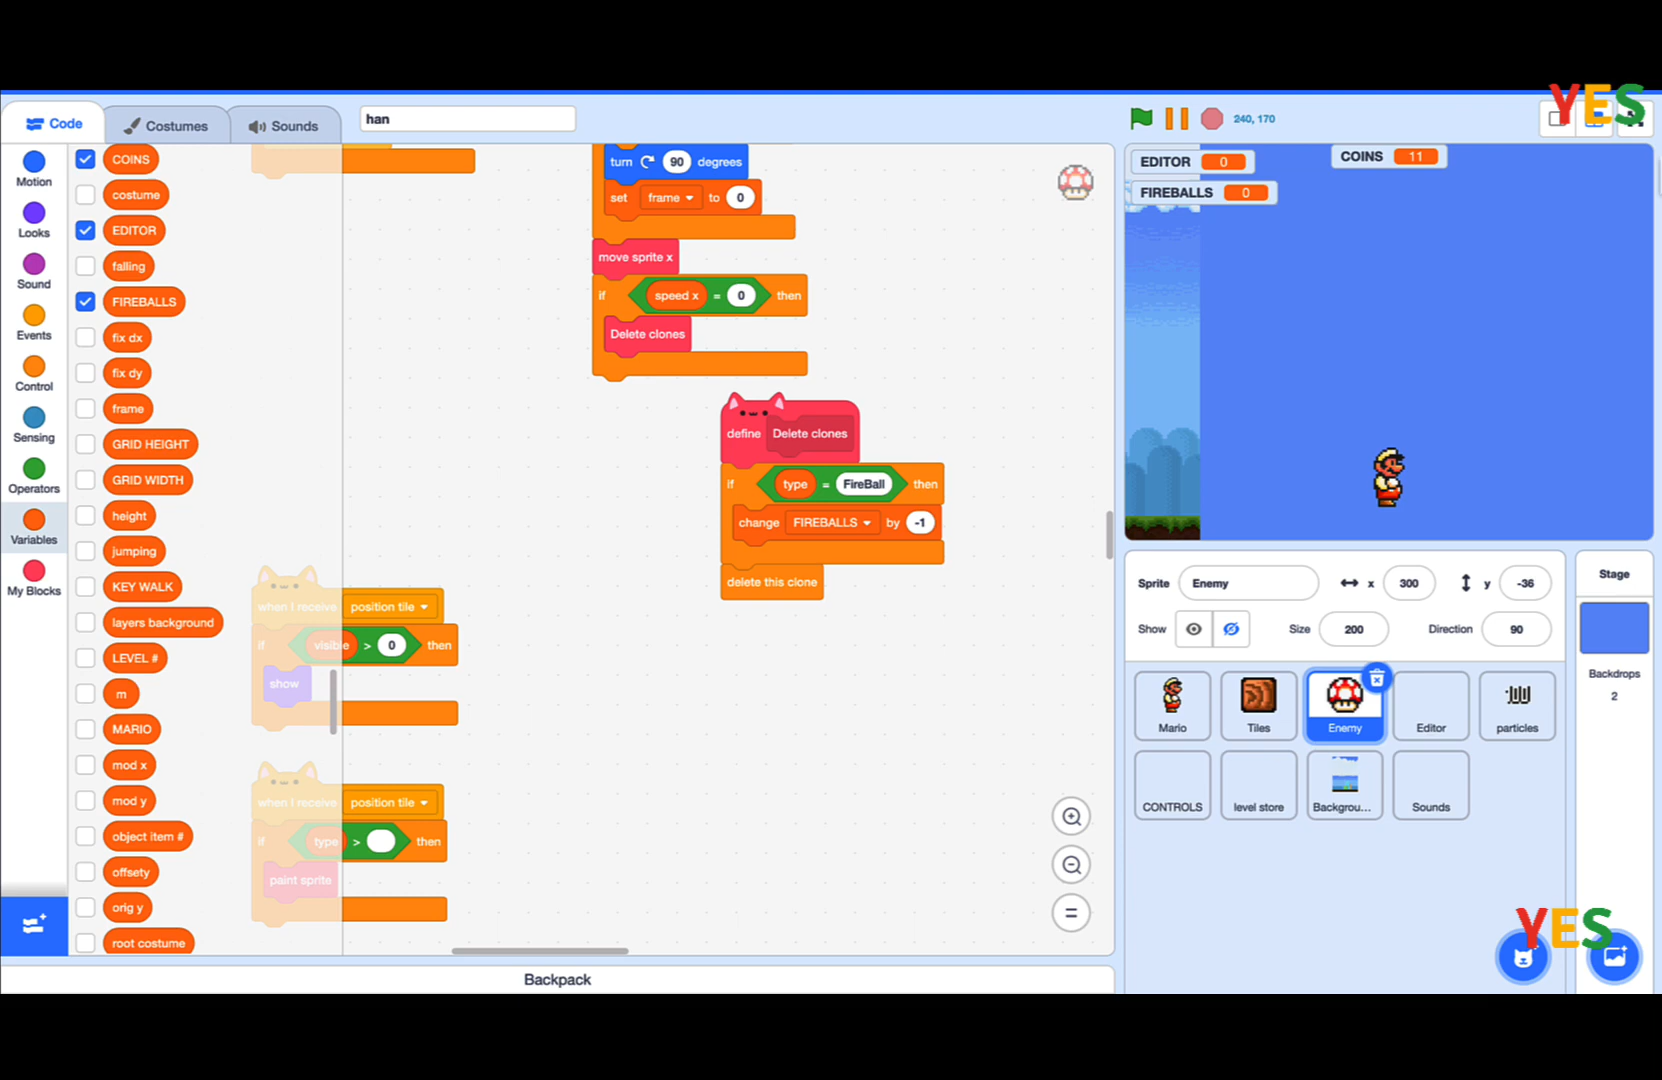 YES
Code
Costumes
Sounds
han
240, 170
Motion
Looks
Sound
Events
Control
Sensing
Operators
Variables
My Blocks
COINS
costume
EDITOR
falling
FIREBALLS
fix dx
fix dy
frame
GRID HEIGHT
GRID WIDTH
height
jumping
KEY WALK
layers background
LEVEL #
m
MARIO
mod x
mod y
object item #
offsety
orig y
root costume
when I receive position tile
if visible > 0 then
show
when I receive position tile
if type > then
paint sprite
turn 90 degrees
set frame to 0
move sprite x
if speed x = 0 then
Delete clones
define Delete clones
if type = FireBall then
change FIREBALLS by -1
delete this clone
Backpack
EDITOR 0
COINS 11
FIREBALLS 0
Sprite Enemy x 300 y -36
Show Size 200 Direction 90
Mario
Tiles
Enemy
Editor
particles
CONTROLS
level store
Backgrou...
Sounds
Stage
Backdrops
2
YES